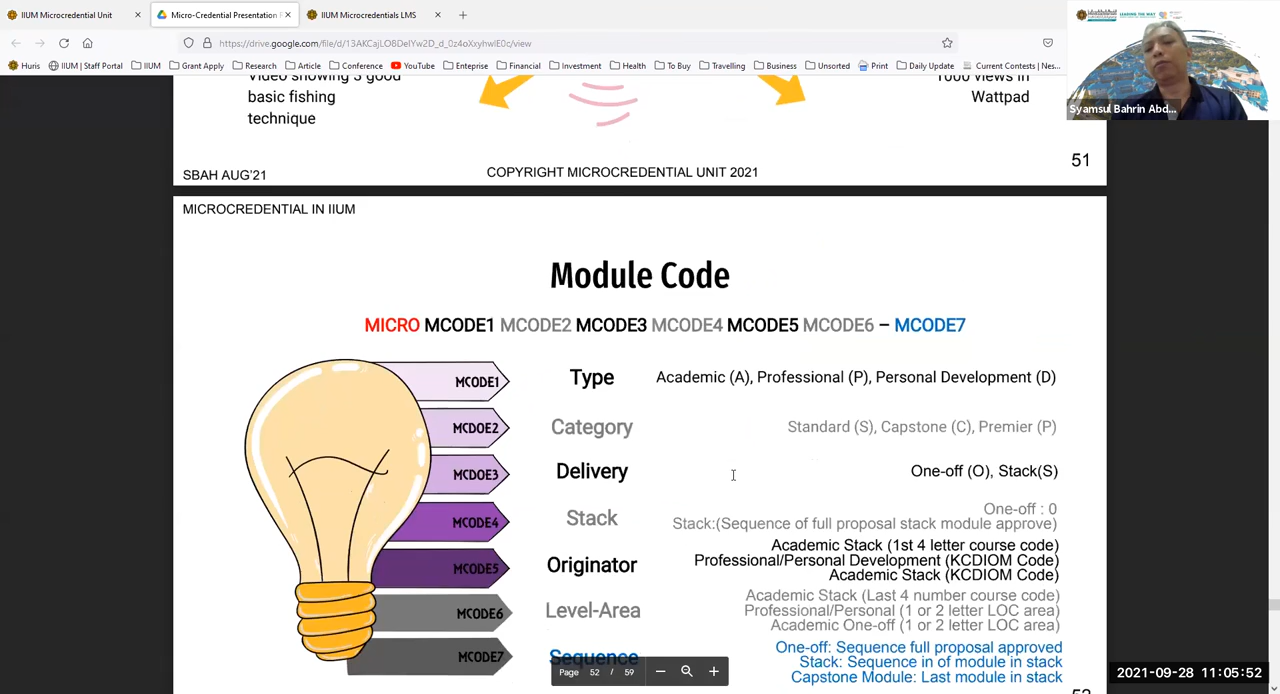 IIUM Microcredential Unit
Micro-Credential Presentation
IIUM Microcredentials LMS
https://drive.google.com/file/d/13AKCajLO8DelYw2D_d_0z4oXxyhwlE0c/view
LEADING THE WAY
Huris IIUM | Staff Portal IIUM Grant Apply Research Article Conference YouTube Enteprise Financial Investment Health To Buy Travelling Business Unsorted Print Daily Update Current Contests | Nes...
Syamsul Bahrin Abd...
Video showing 3 good
basic fishing
technique
1000 views in
Wattpad
SBAH AUG'21
COPYRIGHT MICROCREDENTIAL UNIT 2021
51
MICROCREDENTIAL IN IIUM
Module Code
MICRO MCODE1 MCODE2 MCODE3 MCODE4 MCODE5 MCODE6 – MCODE7
MCODE1 Type Academic (A), Professional (P), Personal Development (D)
MCDOE2 Category Standard (S), Capstone (C), Premier (P)
MCODE3 Delivery One-off (O), Stack(S)
MCODE4 Stack One-off : 0
Stack:(Sequence of full proposal stack module approve)
MCODE5 Originator Academic Stack (1st 4 letter course code)
Professional/Personal Development (KCDIOM Code)
Academic Stack (KCDIOM Code)
MCODE6 Level-Area Academic Stack (Last 4 number course code)
Professional/Personal (1 or 2 letter LOC area)
Academic One-off (1 or 2 letter LOC area)
MCODE7 Sequence One-off: Sequence full proposal approved
Stack: Sequence in of module in stack
Capstone Module: Last module in stack
Page 52 / 59
52
2021-09-28 11:05:52